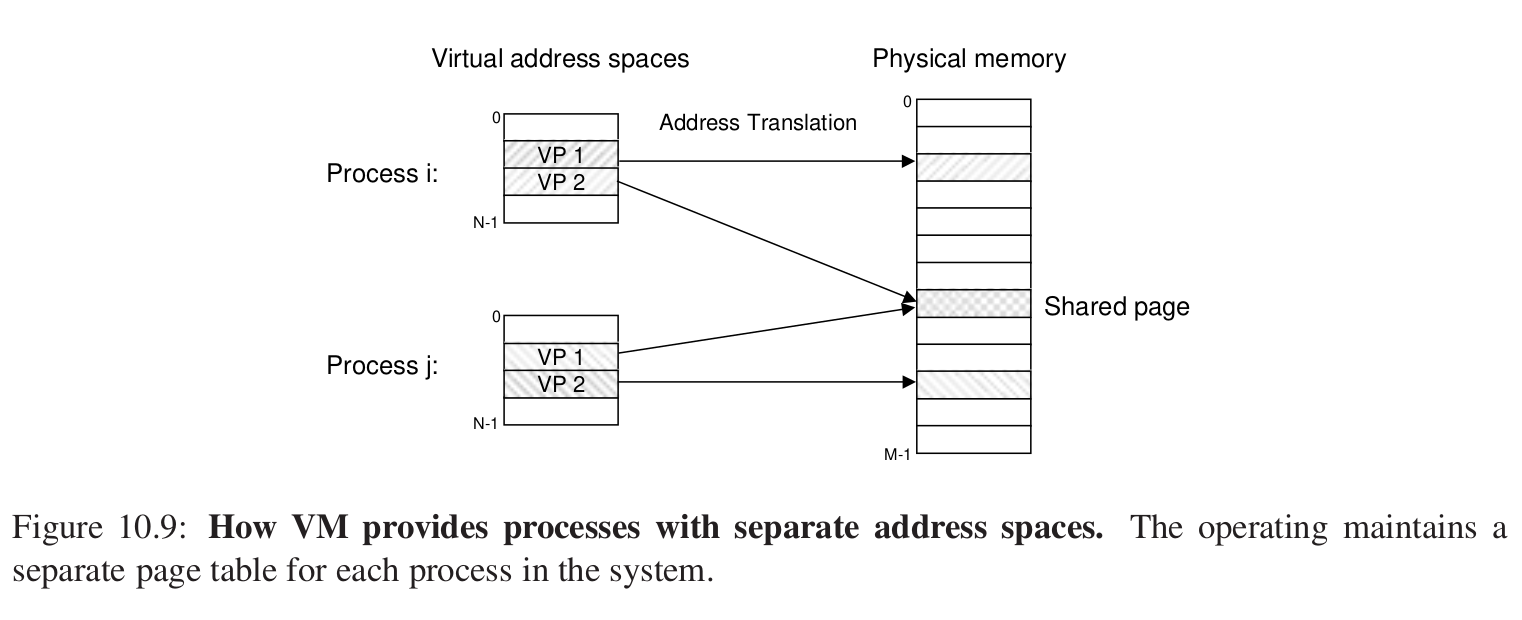 Virtual address spaces
Physical memory
0
Address Translation
0
Process i:
VP 1
VP 2
N-1
0
Process j:
VP 1
VP 2
N-1
Shared page
M-1
Figure 10.9: How VM provides processes with separate address spaces. The operating maintains a
separate page table for each process in the system.